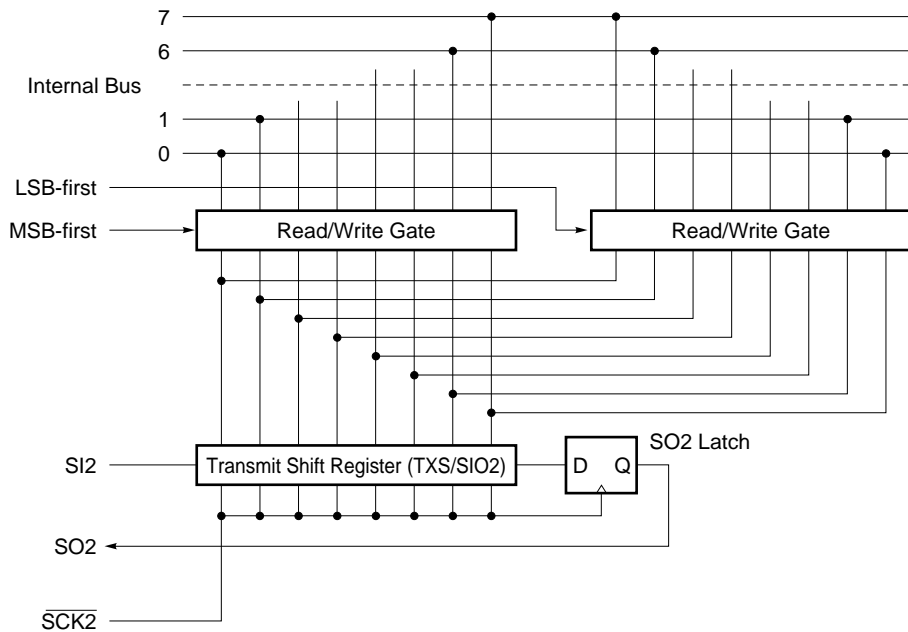 7
6
Internal Bus
1
0
LSB-first
MSB-first
Read/Write Gate
Read/Write Gate
SO2 Latch
SI2
Transmit Shift Register (TXS/SIO2)
D
Q
SO2
S̅C̅K̅2̅